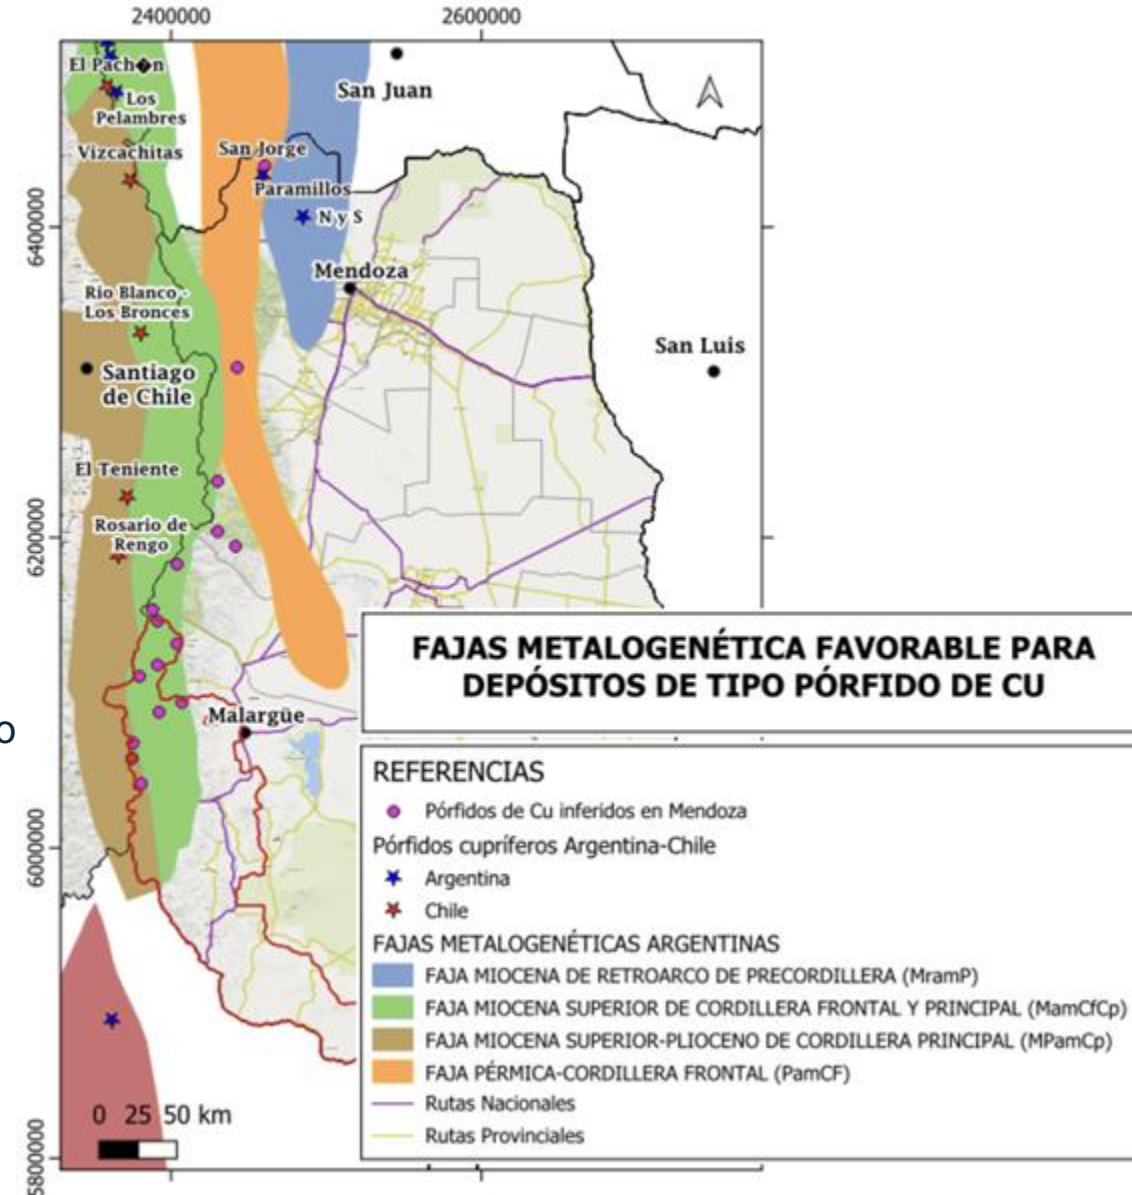 2400000
2600000
El Pach�n
Los
Pelambres
San Juan
Vizcachitas
San Jorge
Paramillos
N y S
6400000
Mendoza
Rio Blanco -
Los Bronces
San Luis
Santiago
de Chile
El Teniente
Rosario de
Rengo
6200000
FAJAS METALOGENÉTICA FAVORABLE PARA
DEPÓSITOS DE TIPO PÓRFIDO DE CU
o
Malargüe
REFERENCIAS
Pórfidos de Cu inferidos en Mendoza
Pórfidos cupríferos Argentina-Chile
Argentina
Chile
6000000
FAJAS METALOGENÉTICAS ARGENTINAS
FAJA MIOCENA DE RETROARCO DE PRECORDILLERA (MramP)
FAJA MIOCENA SUPERIOR DE CORDILLERA FRONTAL Y PRINCIPAL (MamCfCp)
FAJA MIOCENA SUPERIOR-PLIOCENO DE CORDILLERA PRINCIPAL (MPamCp)
FAJA PÉRMICA-CORDILLERA FRONTAL (PamCF)
Rutas Nacionales
Rutas Provinciales
0 25 50 km
5800000